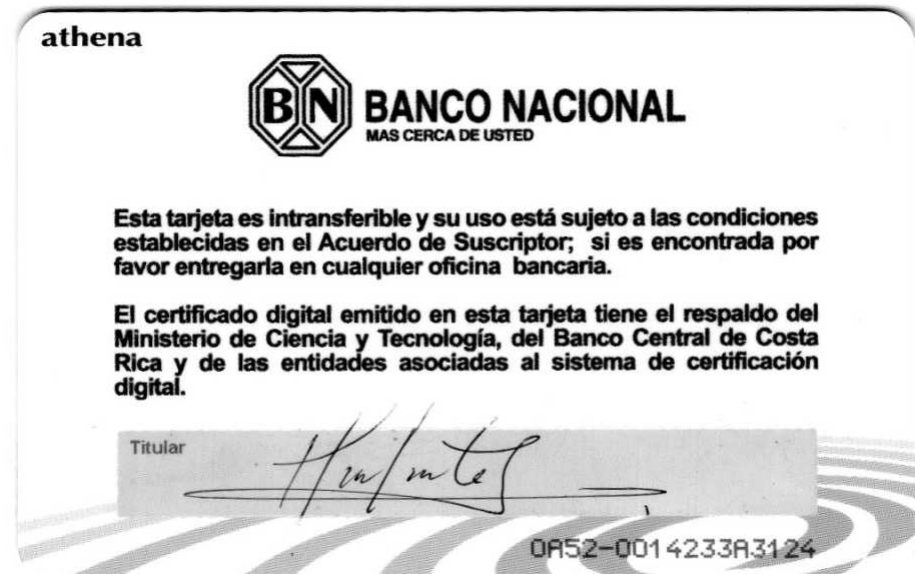 athena
BN BANCO NACIONAL
MAS CERCA DE USTED
Esta tarjeta es intransferible y su uso está sujeto a las condiciones
establecidas en el Acuerdo de Suscriptor; si es encontrada por
favor entregarla en cualquier oficina bancaria.
El certificado digital emitido en esta tarjeta tiene el respaldo del
Ministerio de Ciencia y Tecnología, del Banco Central de Costa
Rica y de las entidades asociadas al sistema de certificación
digital.
Titular
0A52-0014233A3124